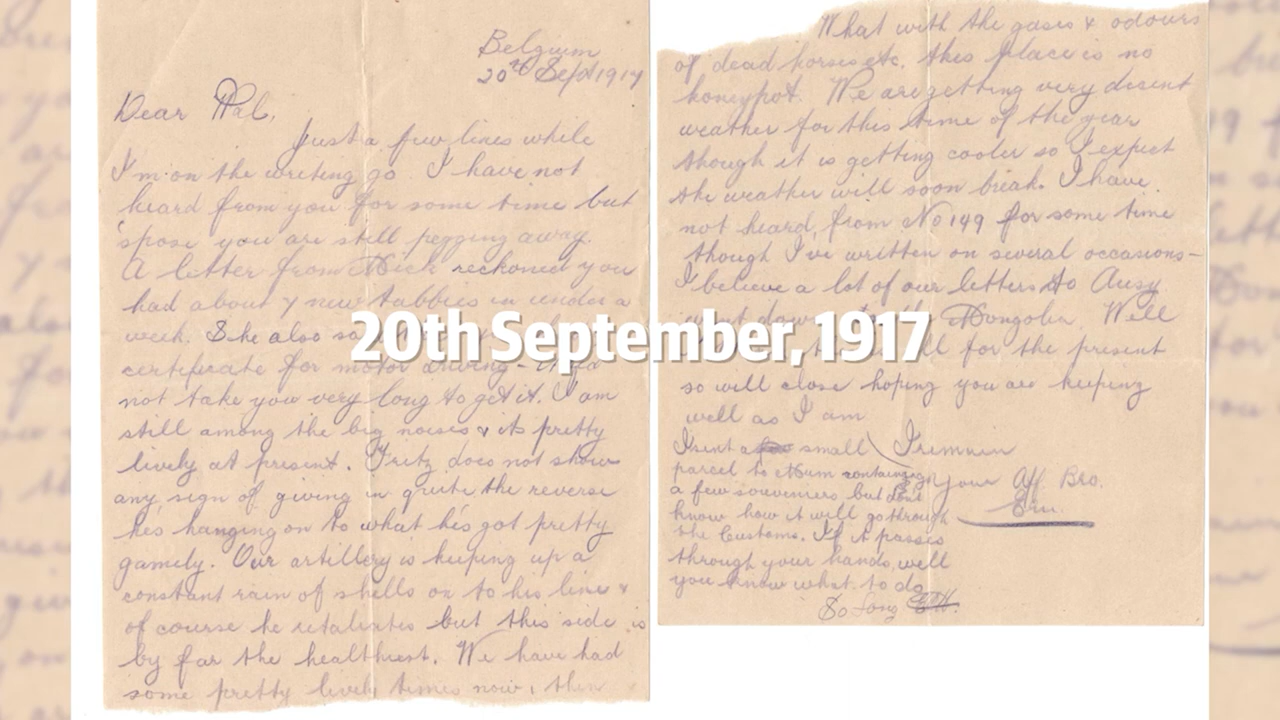 Belgium
20th Sept 1917
Dear Hal,
Just a few lines while
I'm on the writing go. I have not
heard from you for some time but
'spose you are still pegging away.
A letter from reckoned you
had about 7 new tabbies in under a
week. She also
certificate for motor driving -
not take you very long to get it. I am
still among the big noises & its pretty
lively at present. Fritz does not show
any sign of giving in quite the reverse
he's hanging on to what he's got pretty
gamely. Our artillery is keeping up a
constant rain of shells on to his line &
of course he retaliates but this side is
by far the healthiest. We have had
some pretty lively times now, then
What with the gases & odours
of dead horses etc. this place is no
honeypot. We are getting very decent
weather for this time of the year
though it is getting cooler so I expect
the weather will soon break. I have
not heard from No 149 for some time
though I've written on several occasions -
I believe a lot of our letters to Aussy
went down Mongolia. Well
for the present
so will close hoping you are keeping
well as I am
I remain
your Aff Bro.
Eric
I sent a small
parcel to Mum containing
a few souveniers but don't
know how it will go through
the Customs. If it passes
through your hands, well
you know what to do
So Long
20th September, 1917